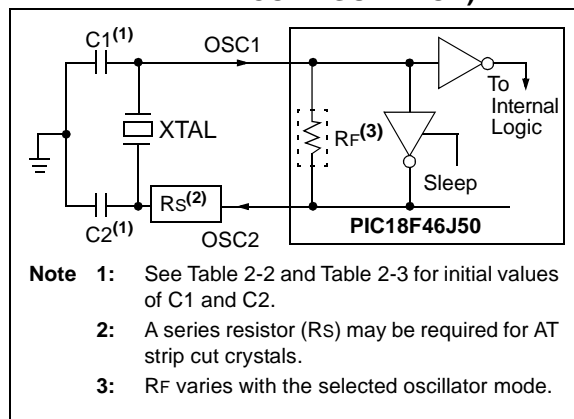 C1(1)
OSC1
To
Internal
Logic
XTAL
RF(3)
Sleep
C2(1)
RS(2)
OSC2
PIC18F46J50
Note 1: See Table 2-2 and Table 2-3 for initial values
of C1 and C2.
2: A series resistor (RS) may be required for AT
strip cut crystals.
3: RF varies with the selected oscillator mode.